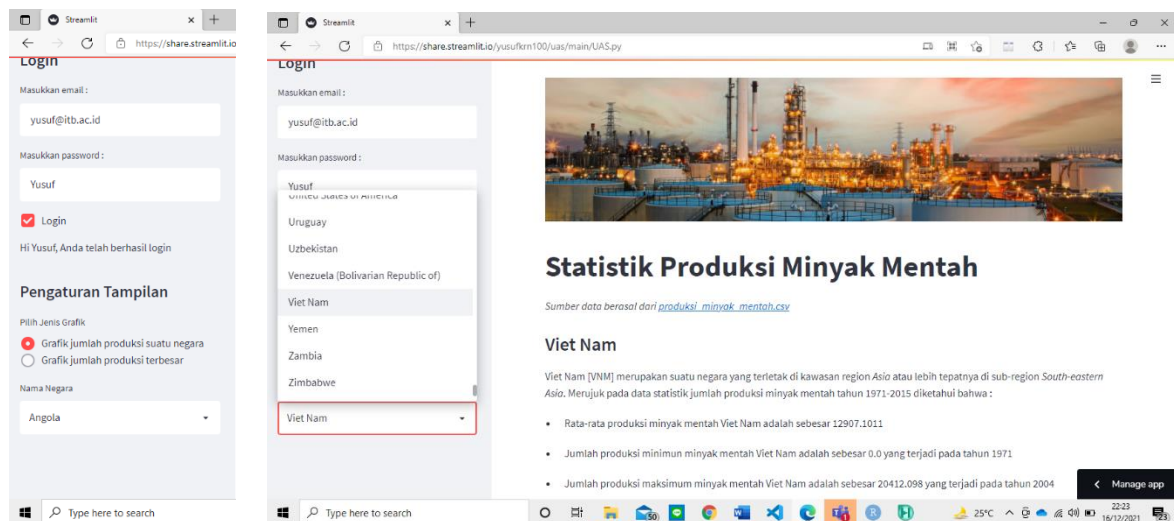 Streamlit
https://share.streamlit.io
Login
Masukkan email :
yusuf@itb.ac.id
Masukkan password :
Yusuf
Login
Hi Yusuf, Anda telah berhasil login
Pengaturan Tampilan
Pilih Jenis Grafik
Grafik jumlah produksi suatu negara
Grafik jumlah produksi terbesar
Nama Negara
Angola
Type here to search
Streamlit
https://share.streamlit.io/yusufkrn100/uas/main/UAS.py
Login
Masukkan email :
yusuf@itb.ac.id
Masukkan password :
Yusuf
United States of America
Uruguay
Uzbekistan
Venezuela (Bolivarian Republic of)
Viet Nam
Yemen
Zambia
Zimbabwe
Viet Nam
Statistik Produksi Minyak Mentah
Sumber data berasal dari produksi_minyak_mentah.csv
Viet Nam
Viet Nam [VNM] merupakan suatu negara yang terletak di kawasan region Asia atau lebih tepatnya di sub-region South-eastern
Asia. Merujuk pada data statistik jumlah produksi minyak mentah tahun 1971-2015 diketahui bahwa :
• Rata-rata produksi minyak mentah Viet Nam adalah sebesar 12907.1011
• Jumlah produksi minimun minyak mentah Viet Nam adalah sebesar 0.0 yang terjadi pada tahun 1971
• Jumlah produksi maksimum minyak mentah Viet Nam adalah sebesar 20412.098 yang terjadi pada tahun 2004
Manage app
Type here to search
50
25°C
22:23
16/12/2021
23